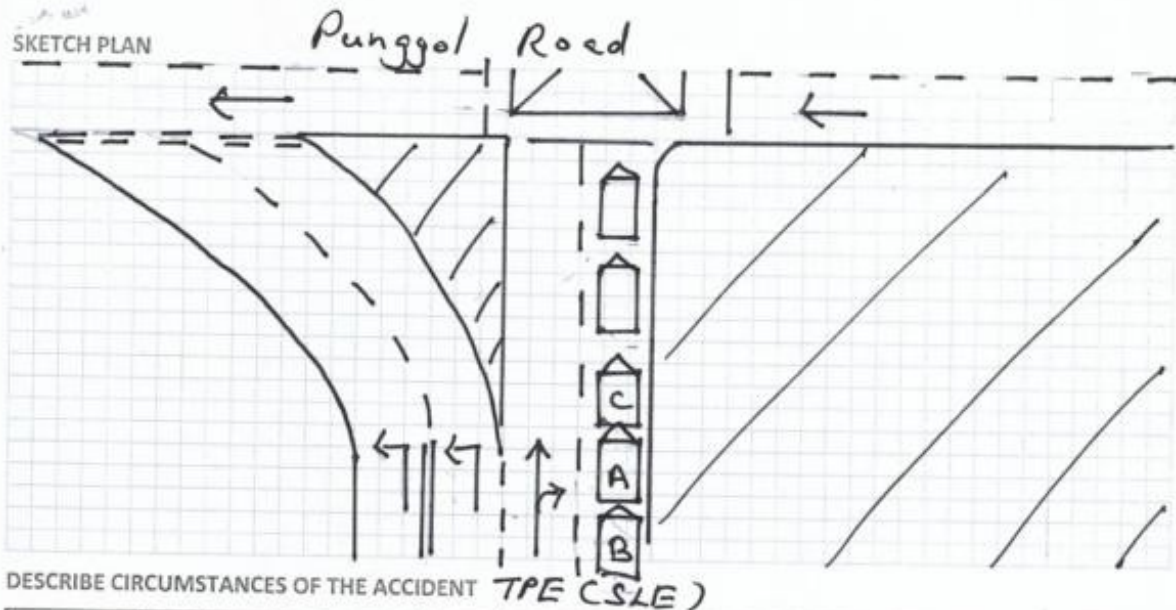 SKETCH PLAN
Punggol Road
C
A
B
DESCRIBE CIRCUMSTANCES OF THE ACCIDENT TPE (SLE)